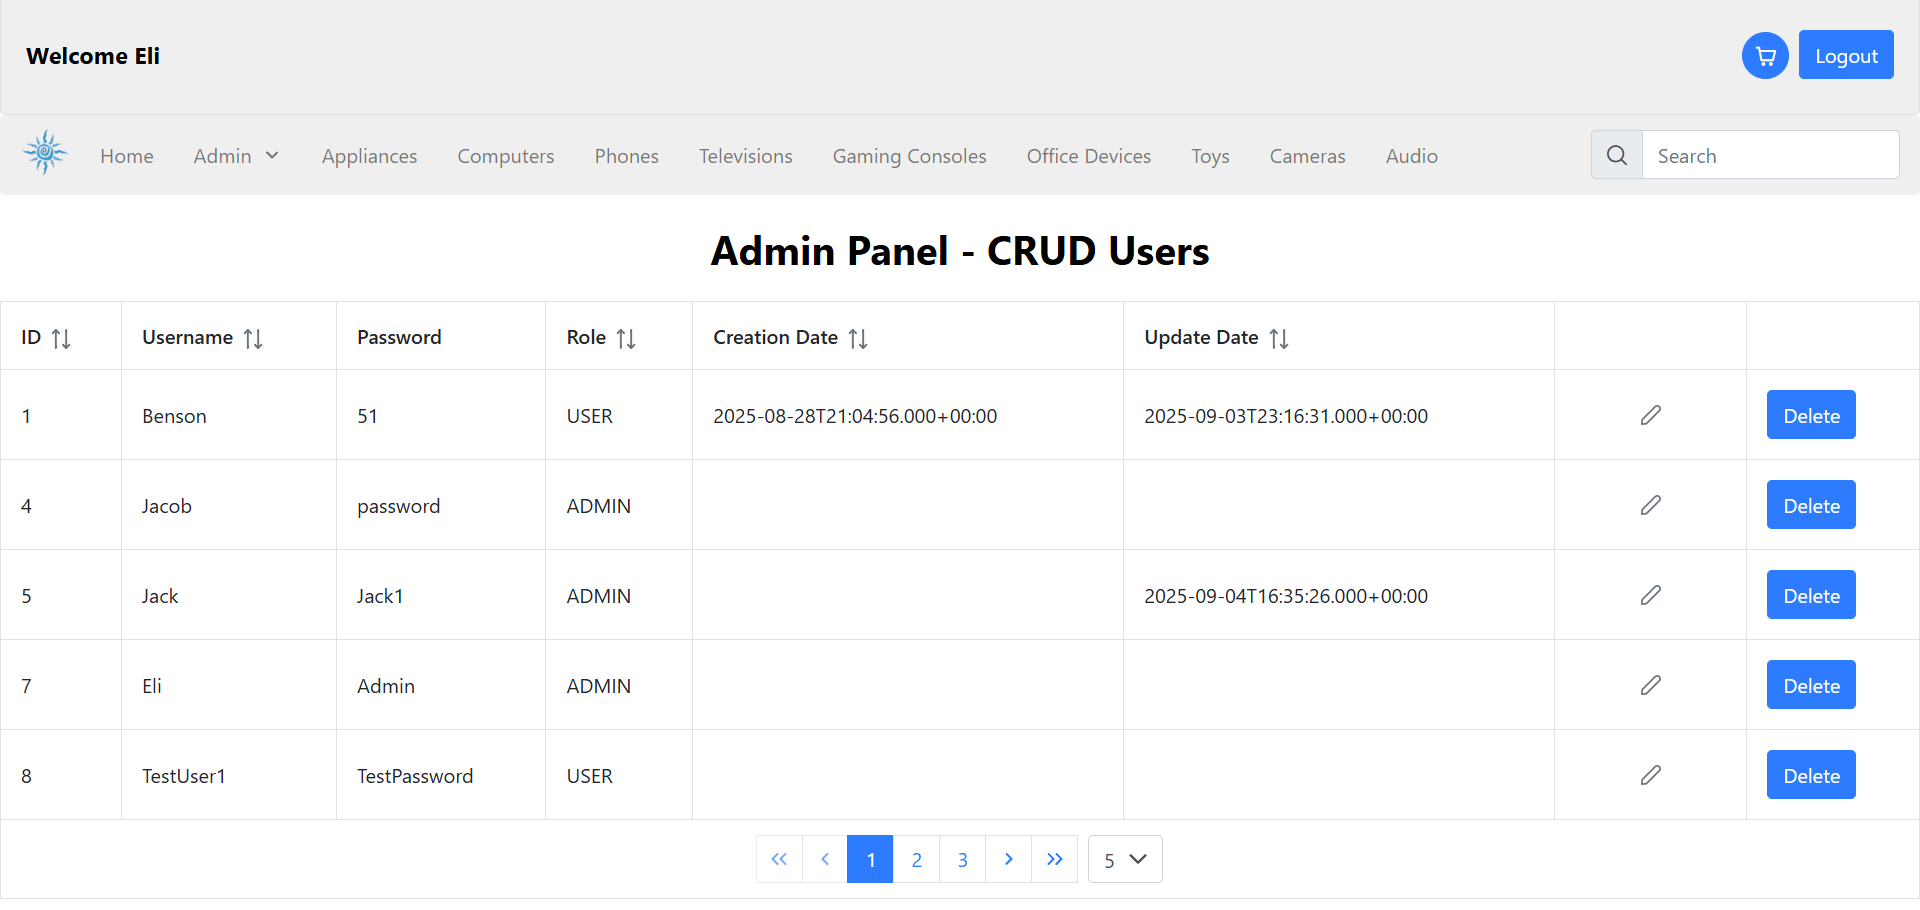 Welcome Eli
Logout
Home Admin Appliances Computers Phones Televisions Gaming Consoles Office Devices Toys Cameras Audio Search
Admin Panel - CRUD Users
ID Username Password Role Creation Date Update Date
1 Benson 51 USER 2025-08-28T21:04:56.000+00:00 2025-09-03T23:16:31.000+00:00 Delete
4 Jacob password ADMIN Delete
5 Jack Jack1 ADMIN 2025-09-04T16:35:26.000+00:00 Delete
7 Eli Admin ADMIN Delete
8 TestUser1 TestPassword USER Delete
1 2 3 5